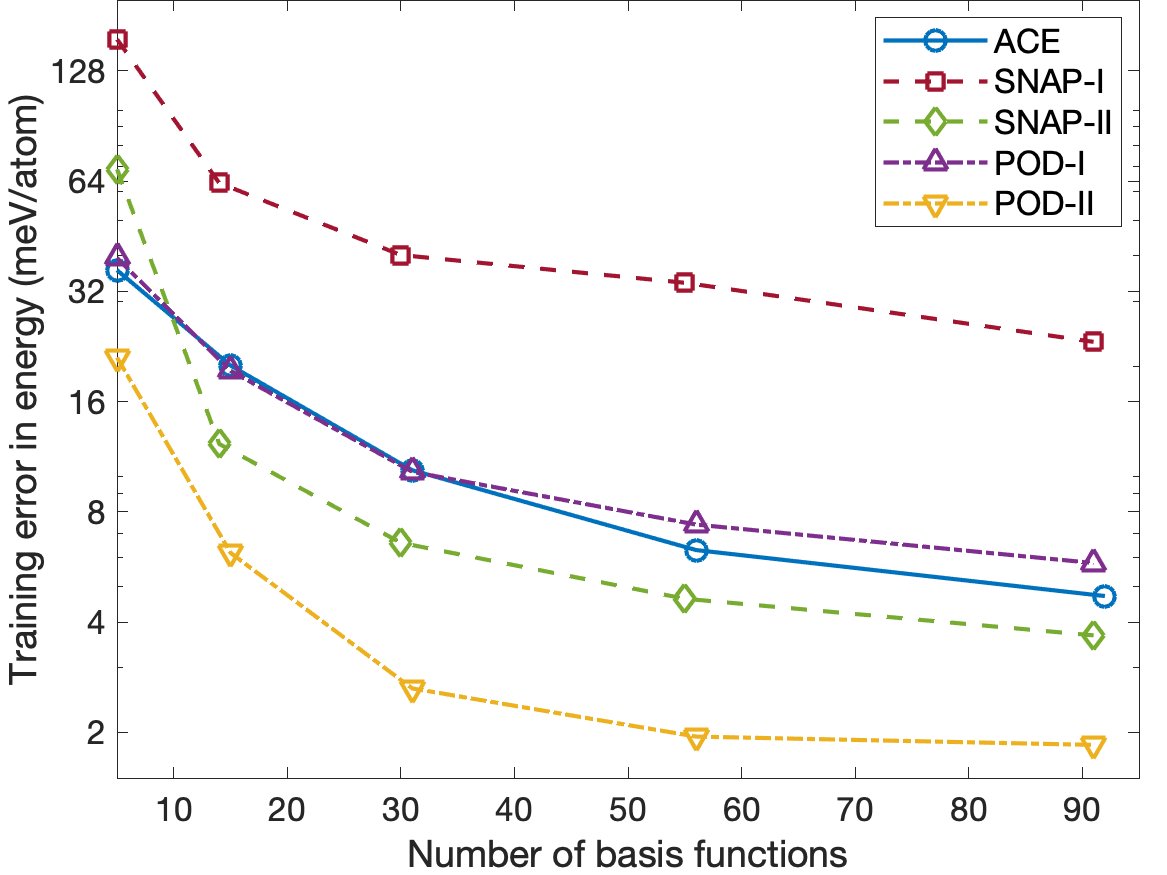 Training error in energy (meV/atom)
128
64
32
16
8
4
2
ACE
SNAP-I
SNAP-II
POD-I
POD-II
10 20 30 40 50 60 70 80 90
Number of basis functions